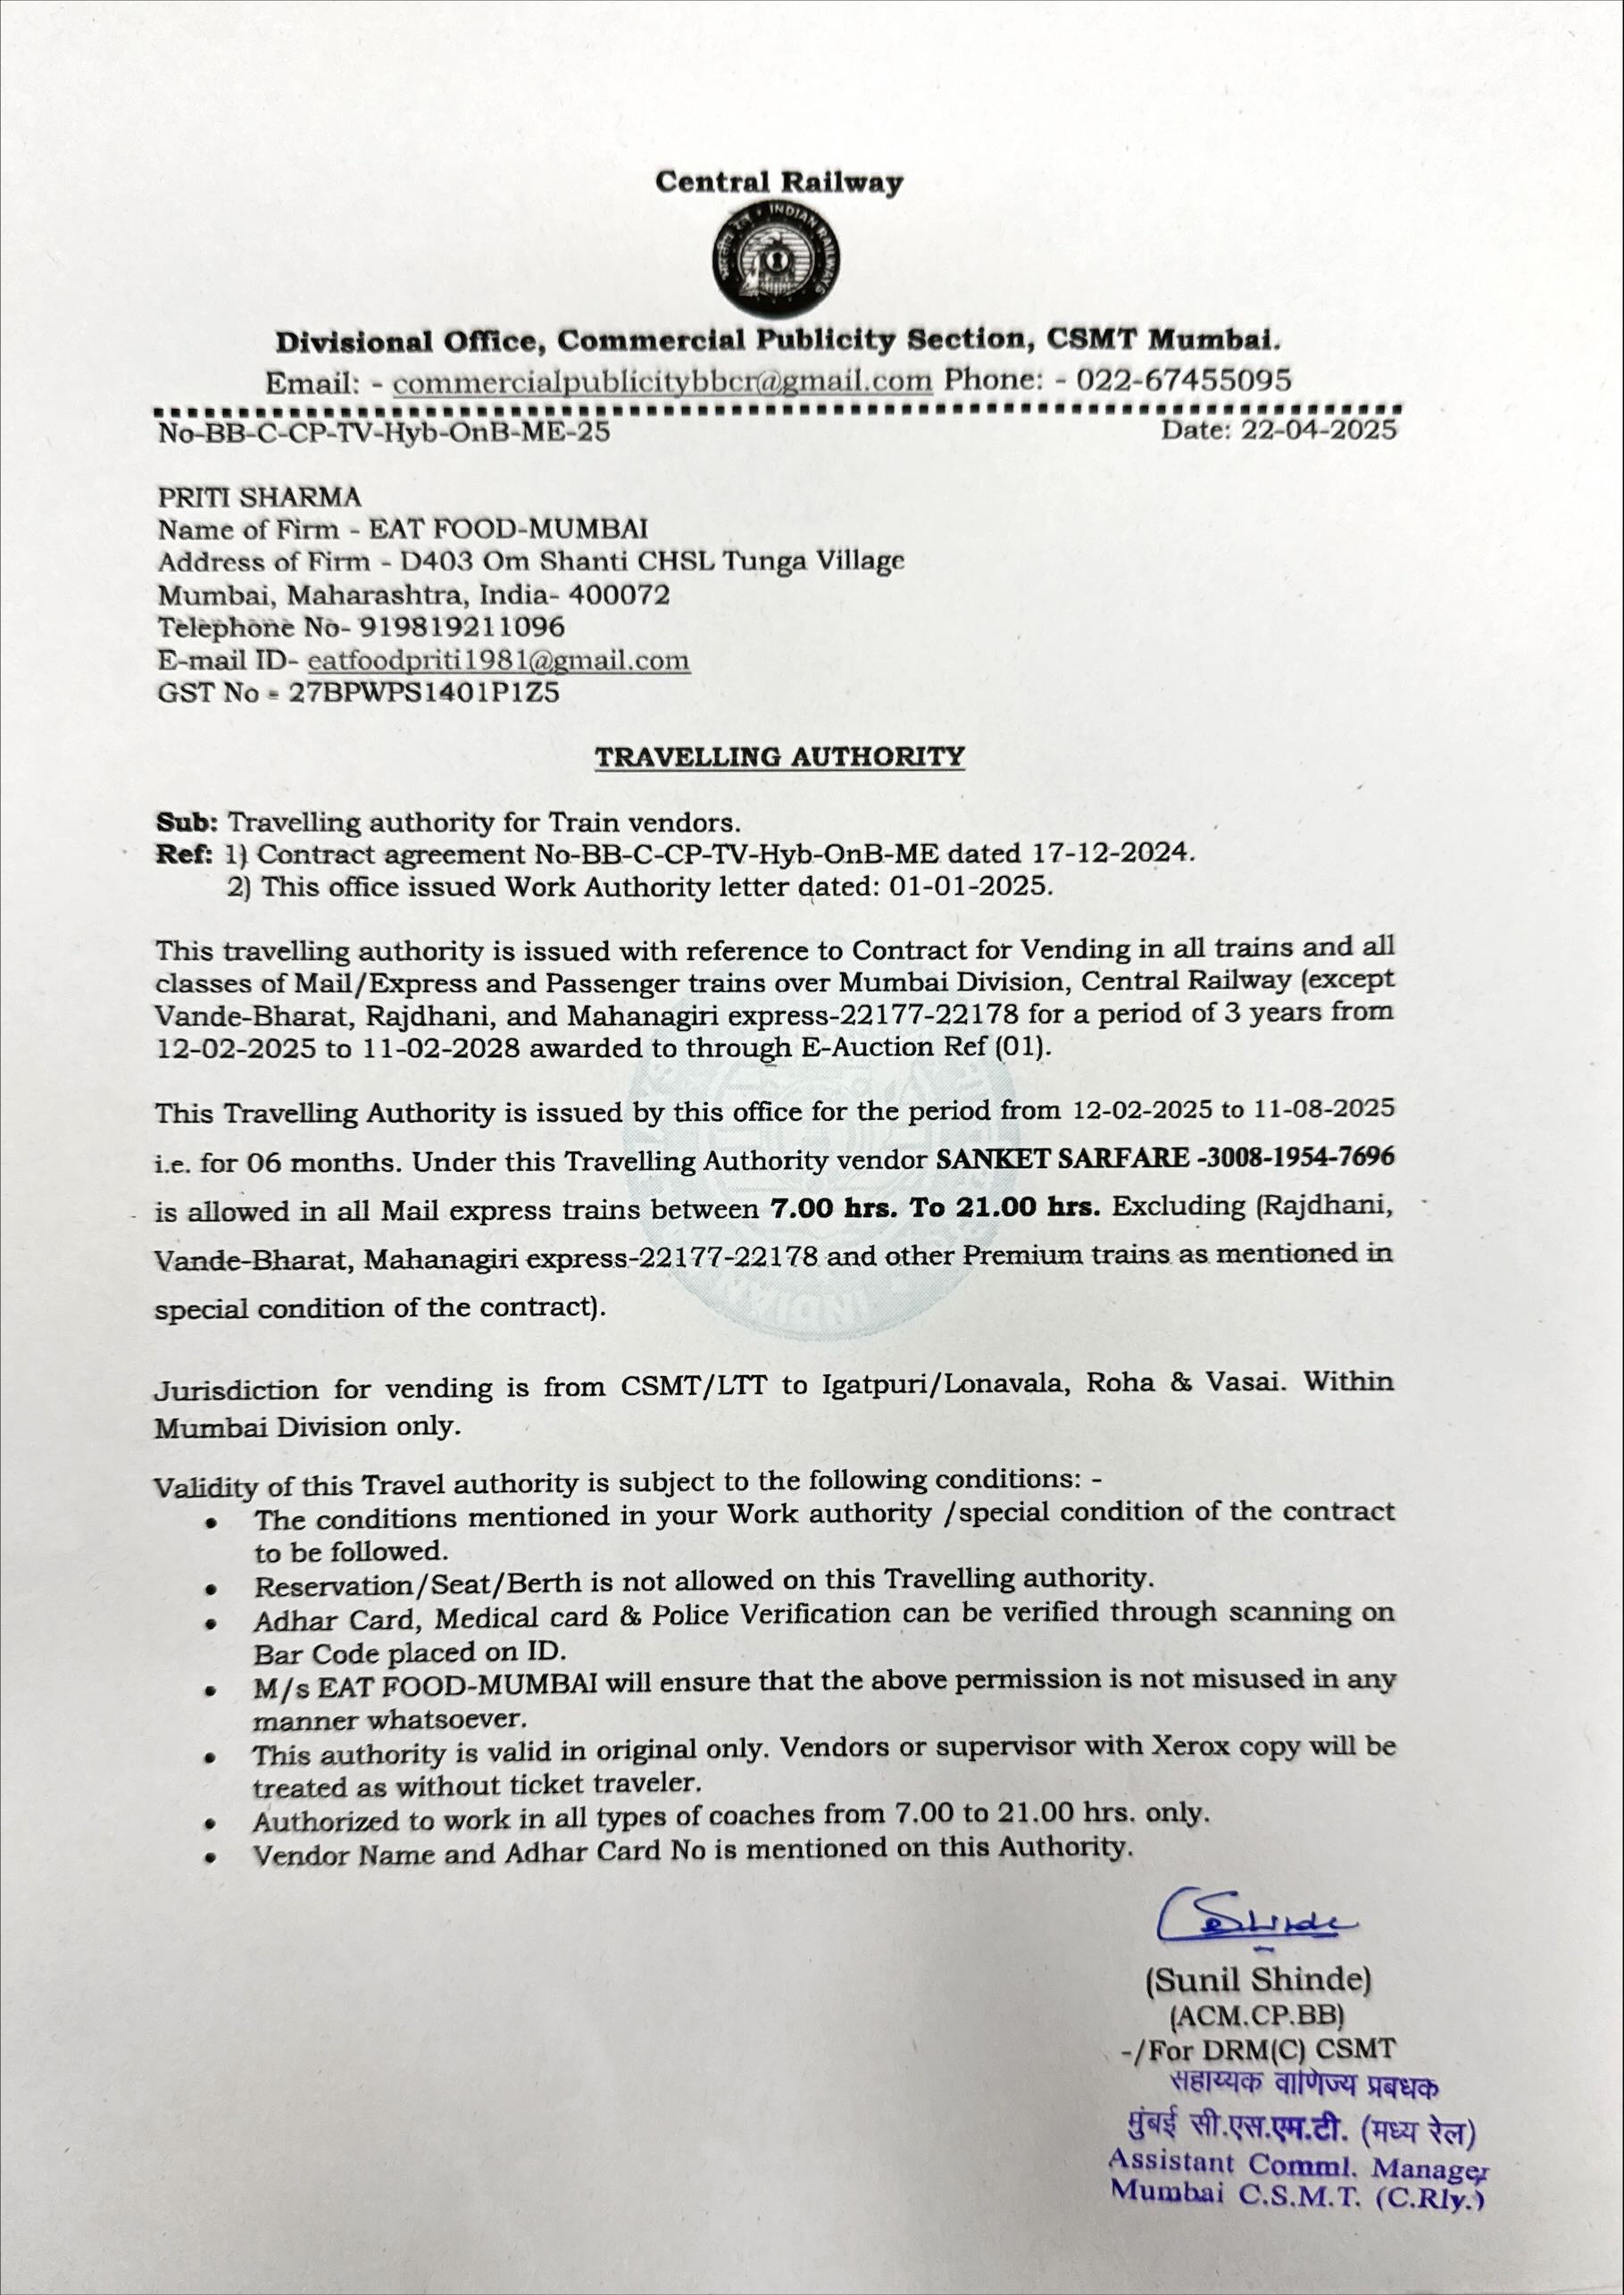 Central Railway
भारतीय रेल * INDIAN RAILWAYS
Divisional Office, Commercial Publicity Section, CSMT Mumbai.
Email: - commercialpublicitybbcr@gmail.com Phone: - 022-67455095
No-BB-C-CP-TV-Hyb-OnB-ME-25 Date: 22-04-2025
PRITI SHARMA
Name of Firm - EAT FOOD-MUMBAI
Address of Firm - D403 Om Shanti CHSL Tunga Village
Mumbai, Maharashtra, India- 400072
Telephone No- 919819211096
E-mail ID- eatfoodpriti1981@gmail.com
GST No - 27BPWPS1401P1Z5
TRAVELLING AUTHORITY
Sub: Travelling authority for Train vendors.
Ref: 1) Contract agreement No-BB-C-CP-TV-Hyb-OnB-ME dated 17-12-2024.
2) This office issued Work Authority letter dated: 01-01-2025.
This travelling authority is issued with reference to Contract for Vending in all trains and all
classes of Mail/Express and Passenger trains over Mumbai Division, Central Railway (except
Vande-Bharat, Rajdhani, and Mahanagiri express-22177-22178 for a period of 3 years from
12-02-2025 to 11-02-2028 awarded to through E-Auction Ref (01).
This Travelling Authority is issued by this office for the period from 12-02-2025 to 11-08-2025
i.e. for 06 months. Under this Travelling Authority vendor SANKET SARFARE -3008-1954-7696
is allowed in all Mail express trains between 7.00 hrs. To 21.00 hrs. Excluding (Rajdhani,
Vande-Bharat, Mahanagiri express-22177-22178 and other Premium trains as mentioned in
special condition of the contract).
Jurisdiction for vending is from CSMT/LTT to Igatpuri/Lonavala, Roha & Vasai. Within
Mumbai Division only.
Validity of this Travel authority is subject to the following conditions: -
• The conditions mentioned in your Work authority /special condition of the contract
to be followed.
• Reservation/Seat/Berth is not allowed on this Travelling authority.
• Adhar Card, Medical card & Police Verification can be verified through scanning on
Bar Code placed on ID.
• M/s EAT FOOD-MUMBAI will ensure that the above permission is not misused in any
manner whatsoever.
• This authority is valid in original only. Vendors or supervisor with Xerox copy will be
treated as without ticket traveler.
• Authorized to work in all types of coaches from 7.00 to 21.00 hrs. only.
• Vendor Name and Adhar Card No is mentioned on this Authority.
(Sunil Shinde)
(ACM.CP.BB)
-/For DRM(C) CSMT
सहाय्यक वाणिज्य प्रबधक
मुंबई सी.एस.एम.टी. (मध्य रेल)
Assistant Comml. Manager
Mumbai C.S.M.T. (C.Rly.)